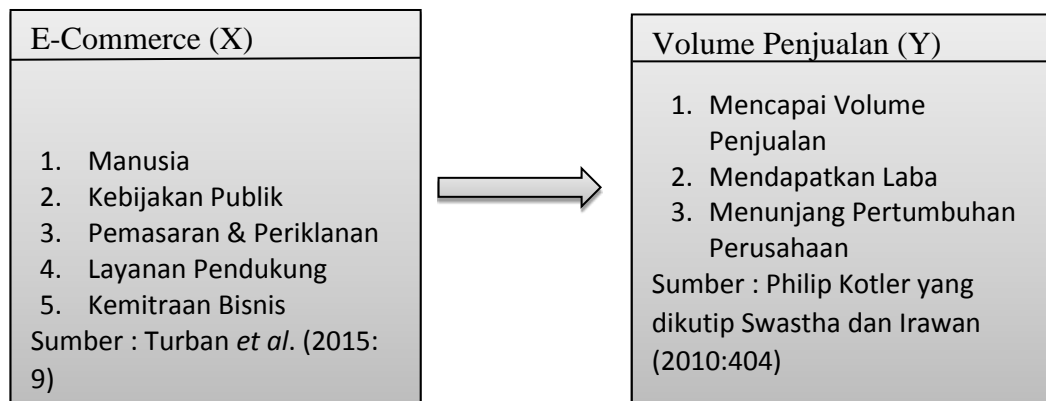 E-Commerce (X)
1. Manusia
2. Kebijakan Publik
3. Pemasaran & Periklanan
4. Layanan Pendukung
5. Kemitraan Bisnis
Sumber : Turban et al. (2015:
9)
Volume Penjualan (Y)
1. Mencapai Volume
Penjualan
2. Mendapatkan Laba
3. Menunjang Pertumbuhan
Perusahaan
Sumber : Philip Kotler yang
dikutip Swastha dan Irawan
(2010:404)